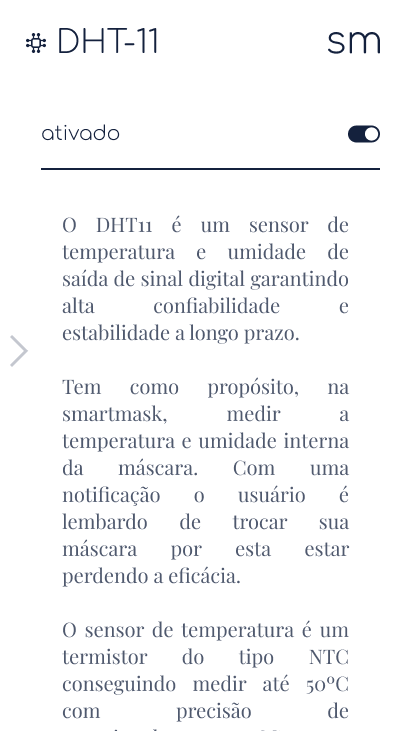 DHT-11 sm
ativado
O DHT11 é um sensor de
temperatura e umidade de
saída de sinal digital garantindo
alta confiabilidade e
estabilidade a longo prazo.
Tem como propósito, na
smartmask, medir a
temperatura e umidade interna
da máscara. Com uma
notificação o usuário é
lembardo de trocar sua
máscara por esta estar
perdendo a eficácia.
O sensor de temperatura é um
termistor do tipo NTC
conseguindo medir até 50ºC
com precisão de